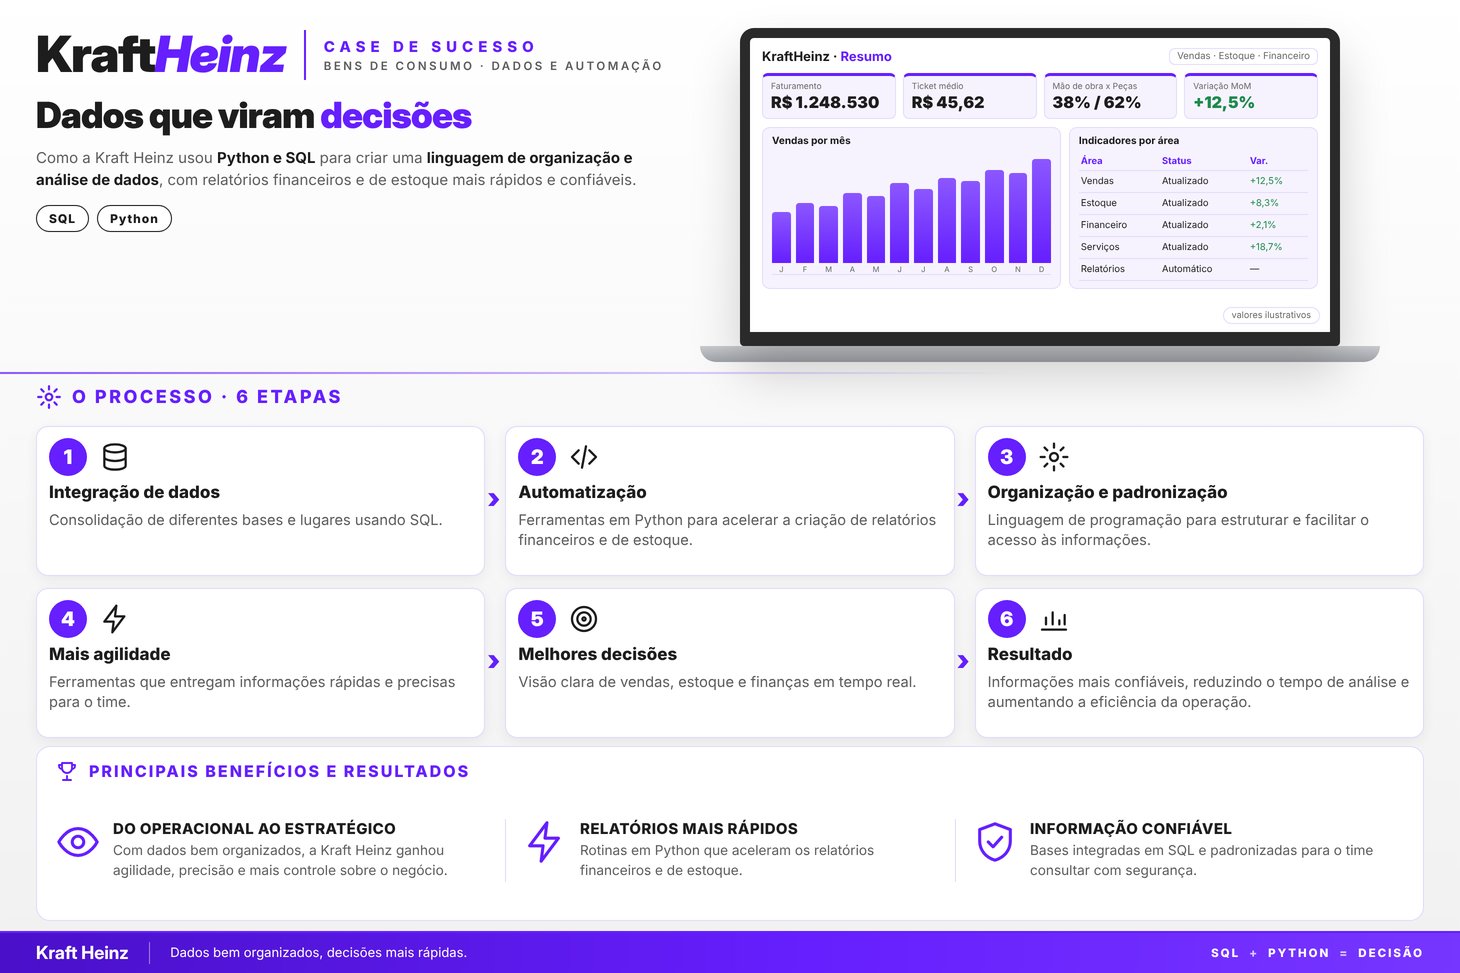 KraftHeinz
CASE DE SUCESSO
BENS DE CONSUMO · DADOS E AUTOMAÇÃO
Dados que viram decisões
Como a Kraft Heinz usou Python e SQL para criar uma linguagem de organização e
análise de dados, com relatórios financeiros e de estoque mais rápidos e confiáveis.
SQL
Python
KraftHeinz · Resumo
Vendas · Estoque · Financeiro
Faturamento
R$ 1.248.530
Ticket médio
R$ 45,62
Mão de obra x Peças
38% / 62%
Variação MoM
+12,5%
Vendas por mês
J F M A M J J A S O N D
Indicadores por área
Área Status Var.
Vendas Atualizado +12,5%
Estoque Atualizado +8,3%
Financeiro Atualizado +2,1%
Serviços Atualizado +18,7%
Relatórios Automático —
valores ilustrativos
O PROCESSO · 6 ETAPAS
1
Integração de dados
Consolidação de diferentes bases e lugares usando SQL.
›
2
Automatização
Ferramentas em Python para acelerar a criação de relatórios
financeiros e de estoque.
›
3
Organização e padronização
Linguagem de programação para estruturar e facilitar o
acesso às informações.
4
Mais agilidade
Ferramentas que entregam informações rápidas e precisas
para o time.
›
5
Melhores decisões
Visão clara de vendas, estoque e finanças em tempo real.
›
6
Resultado
Informações mais confiáveis, reduzindo o tempo de análise e
aumentando a eficiência da operação.
PRINCIPAIS BENEFÍCIOS E RESULTADOS
DO OPERACIONAL AO ESTRATÉGICO
Com dados bem organizados, a Kraft Heinz ganhou
agilidade, precisão e mais controle sobre o negócio.
RELATÓRIOS MAIS RÁPIDOS
Rotinas em Python que aceleram os relatórios
financeiros e de estoque.
INFORMAÇÃO CONFIÁVEL
Bases integradas em SQL e padronizadas para o time
consultar com segurança.
Kraft Heinz
Dados bem organizados, decisões mais rápidas.
SQL + PYTHON = DECISÃO